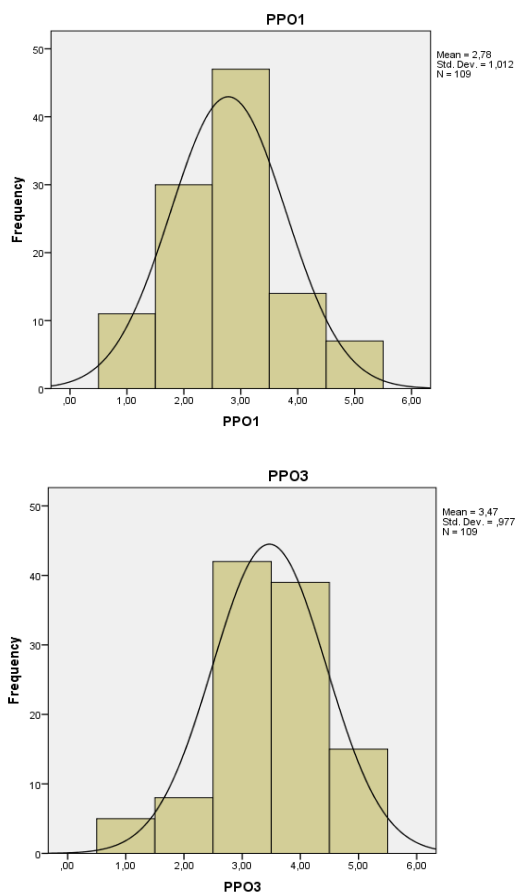 PPO1
50
40
30
20
10
0
Frequency
,00 1,00 2,00 3,00 4,00 5,00 6,00
PPO1
Mean = 2,78
Std. Dev. = 1,012
N = 109
PPO3
50
40
30
20
10
0
Frequency
,00 1,00 2,00 3,00 4,00 5,00 6,00
PPO3
Mean = 3,47
Std. Dev. = ,977
N = 109